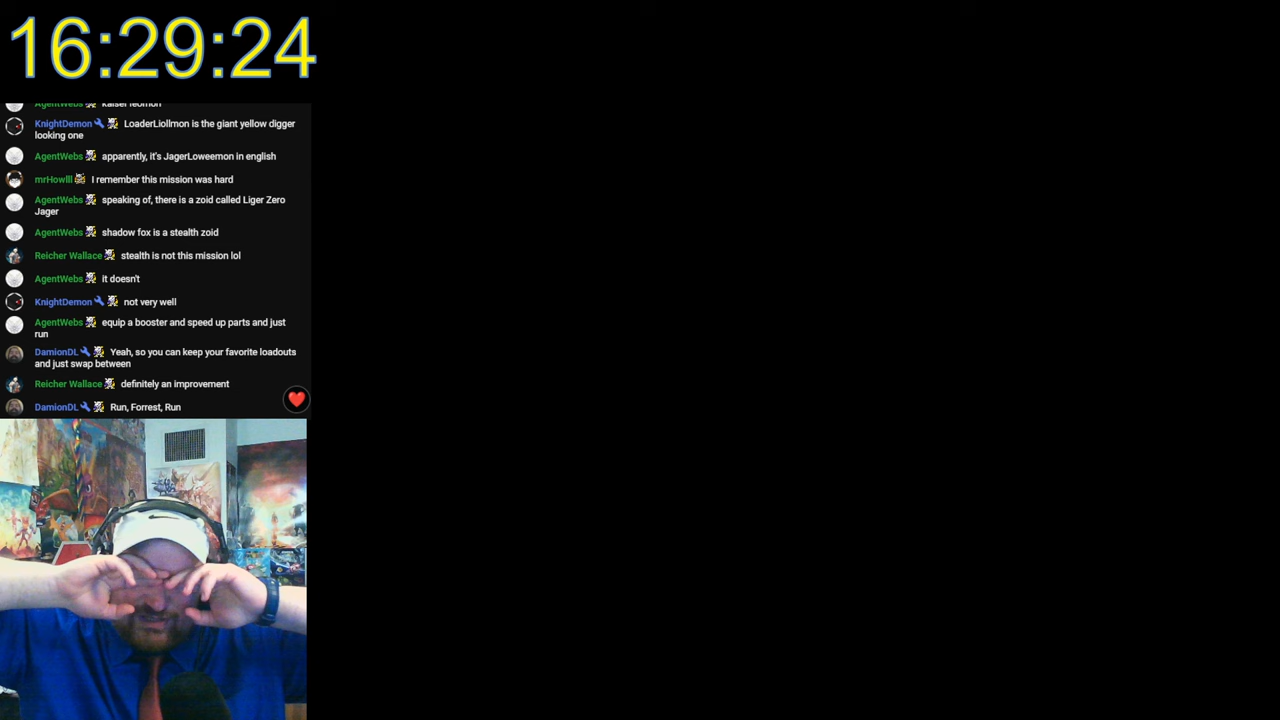 16:29:24
AgentWebs kaiser leomon
KnightDemon LoaderLiollmon is the giant yellow digger
looking one
AgentWebs apparently, it's JagerLoweemon in english
mrHowlll I remember this mission was hard
AgentWebs speaking of, there is a zoid called Liger Zero
Jager
AgentWebs shadow fox is a stealth zoid
Reicher Wallace stealth is not this mission lol
AgentWebs it doesn't
KnightDemon not very well
AgentWebs equip a booster and speed up parts and just
run
DamionDL Yeah, so you can keep your favorite loadouts
and just swap between
Reicher Wallace definitely an improvement
DamionDL Run, Forrest, Run